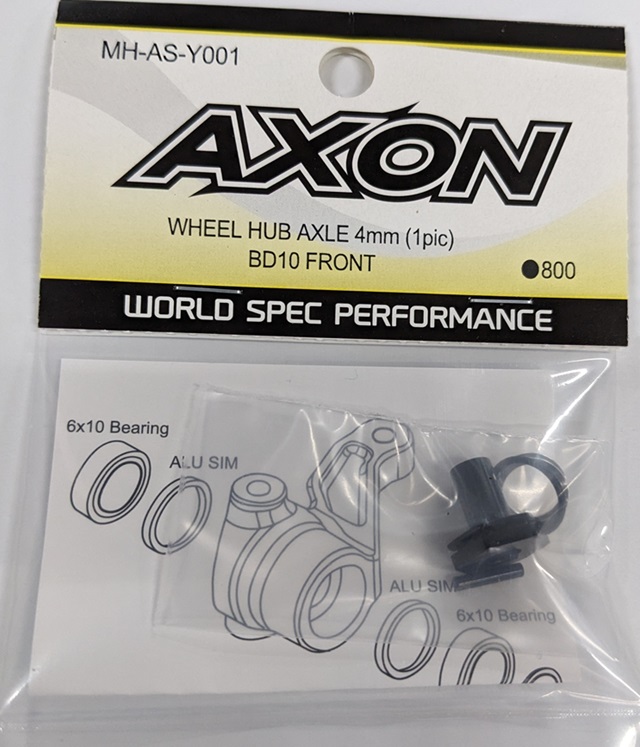 MH-AS-Y001
AXON
WHEEL HUB AXLE 4mm (1pic)
BD10 FRONT
●800
WORLD SPEC PERFORMANCE
6x10 Bearing
ALU SIM
ALU SIM
6x10 Bearing